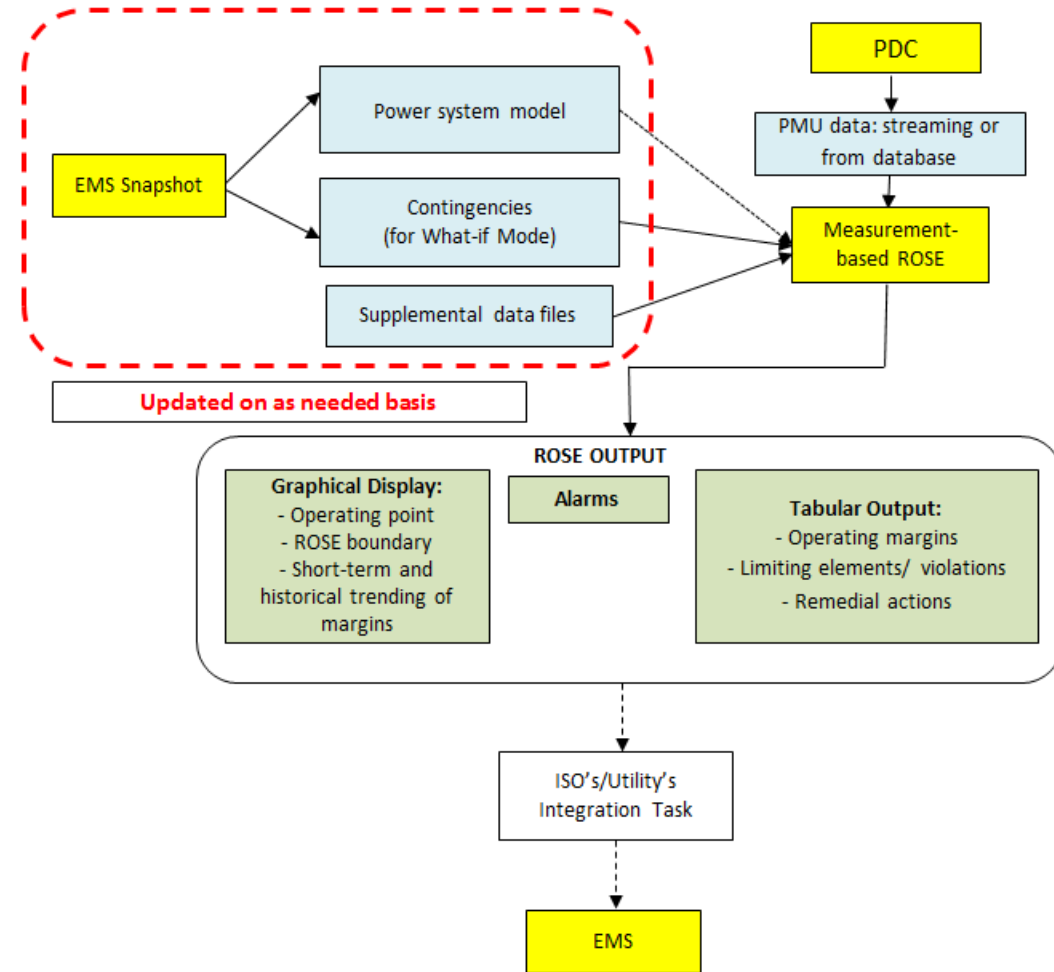 PDC
Power system model
PMU data: streaming or
from database
EMS Snapshot
Contingencies
(for What-if Mode)
Measurement-
based ROSE
Supplemental data files
Updated on as needed basis
ROSE OUTPUT
Graphical Display:
- Operating point
- ROSE boundary
- Short-term and
historical trending of
margins
Alarms
Tabular Output:
- Operating margins
- Limiting elements/ violations
- Remedial actions
ISO's/Utility's
Integration Task
EMS